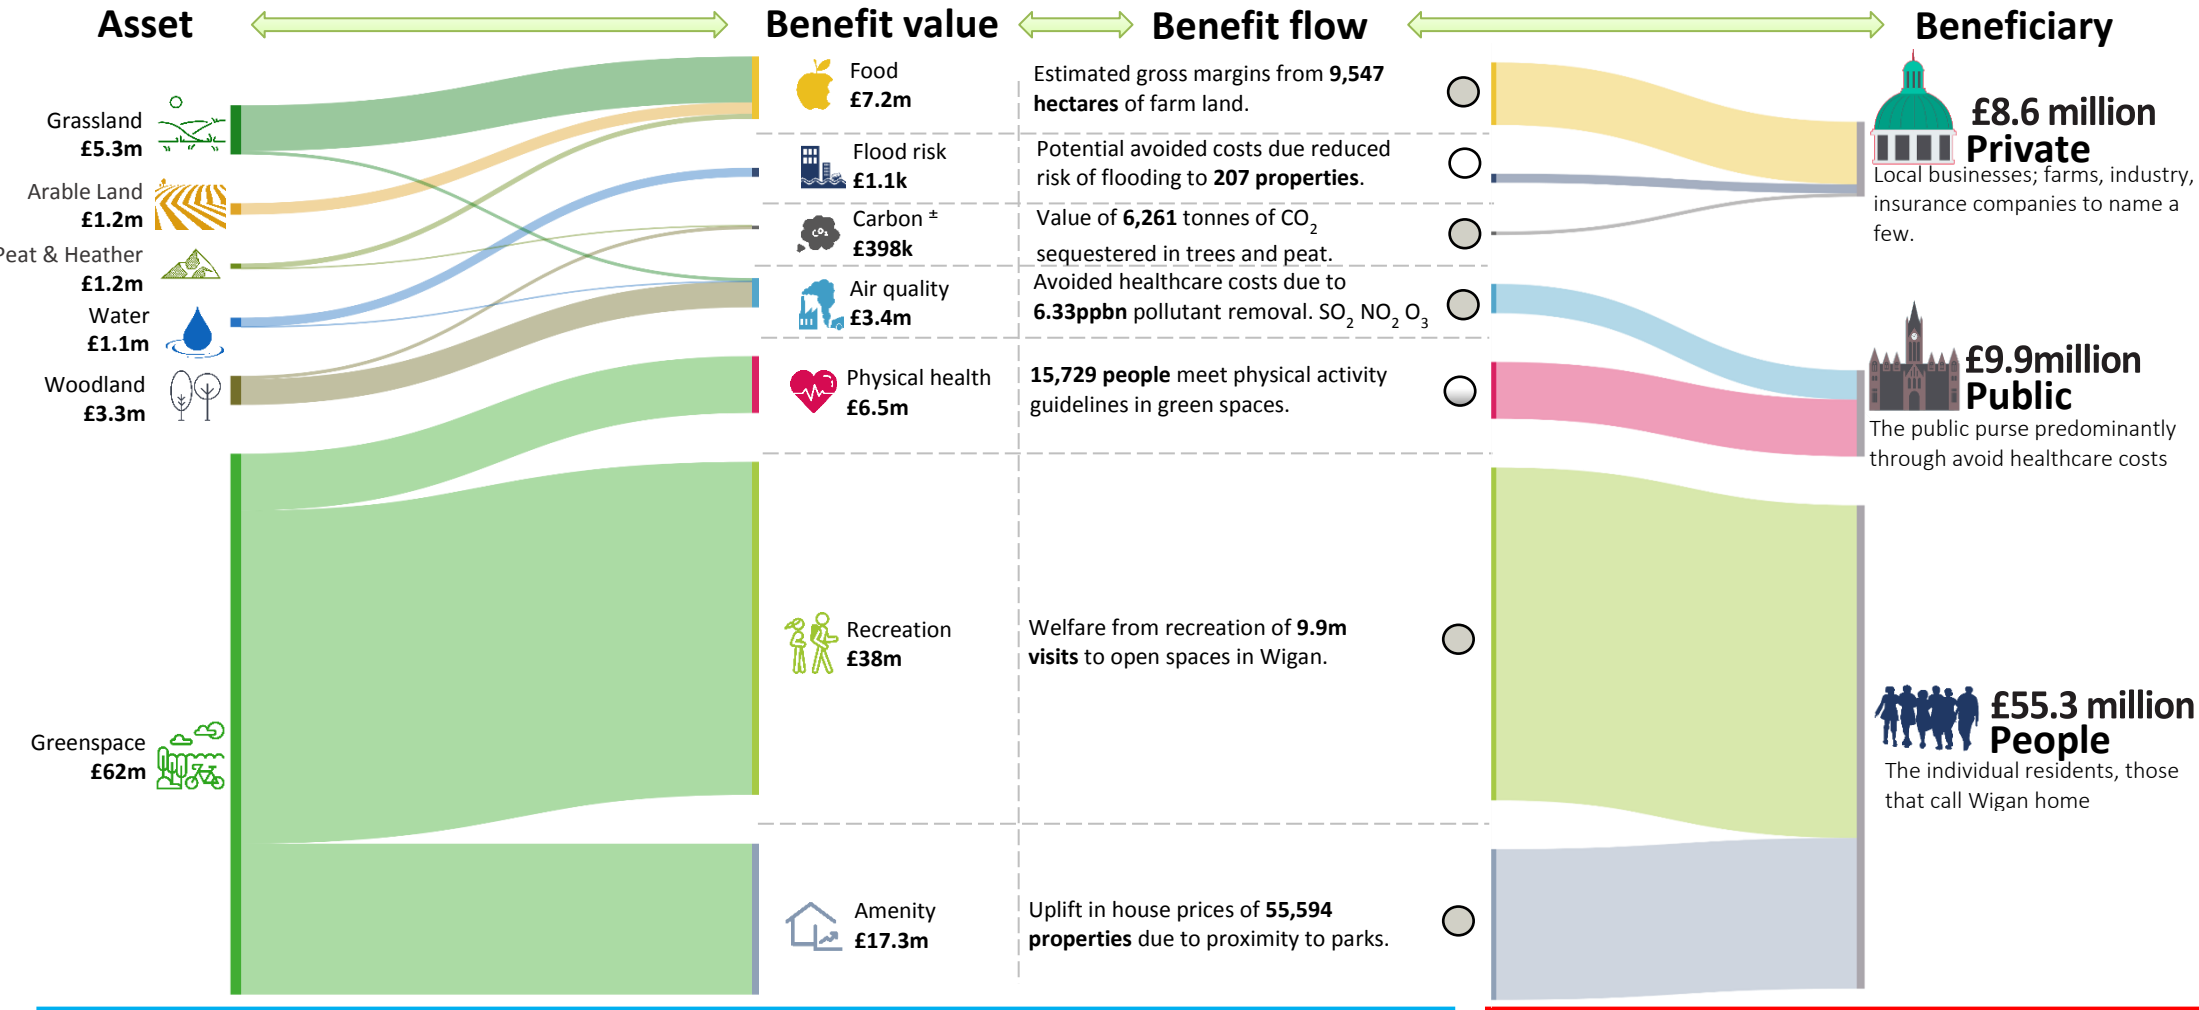 Asset
Benefit value
Benefit flow
Beneficiary
Grassland
£5.3m
Arable Land
£1.2m
Peat & Heather
£1.2m
Water
£1.1m
Woodland
£3.3m
Greenspace
£62m
Food
£7.2m
Estimated gross margins from 9,547
hectares of farm land.
Flood risk
£1.1k
Potential avoided costs due reduced
risk of flooding to 207 properties.
Carbon ±
£398k
CO₂
Value of 6,261 tonnes of CO₂
sequestered in trees and peat.
Air quality
£3.4m
Avoided healthcare costs due to
6.33ppbn pollutant removal. SO₂ NO₂ O₃
Physical health
£6.5m
15,729 people meet physical activity
guidelines in green spaces.
Recreation
£38m
Welfare from recreation of 9.9m
visits to open spaces in Wigan.
Amenity
£17.3m
Uplift in house prices of 55,594
properties due to proximity to parks.
£8.6 million
Private
Local businesses; farms, industry,
insurance companies to name a
few.
£9.9million
Public
The public purse predominantly
through avoid healthcare costs
£55.3 million
People
The individual residents, those
that call Wigan home